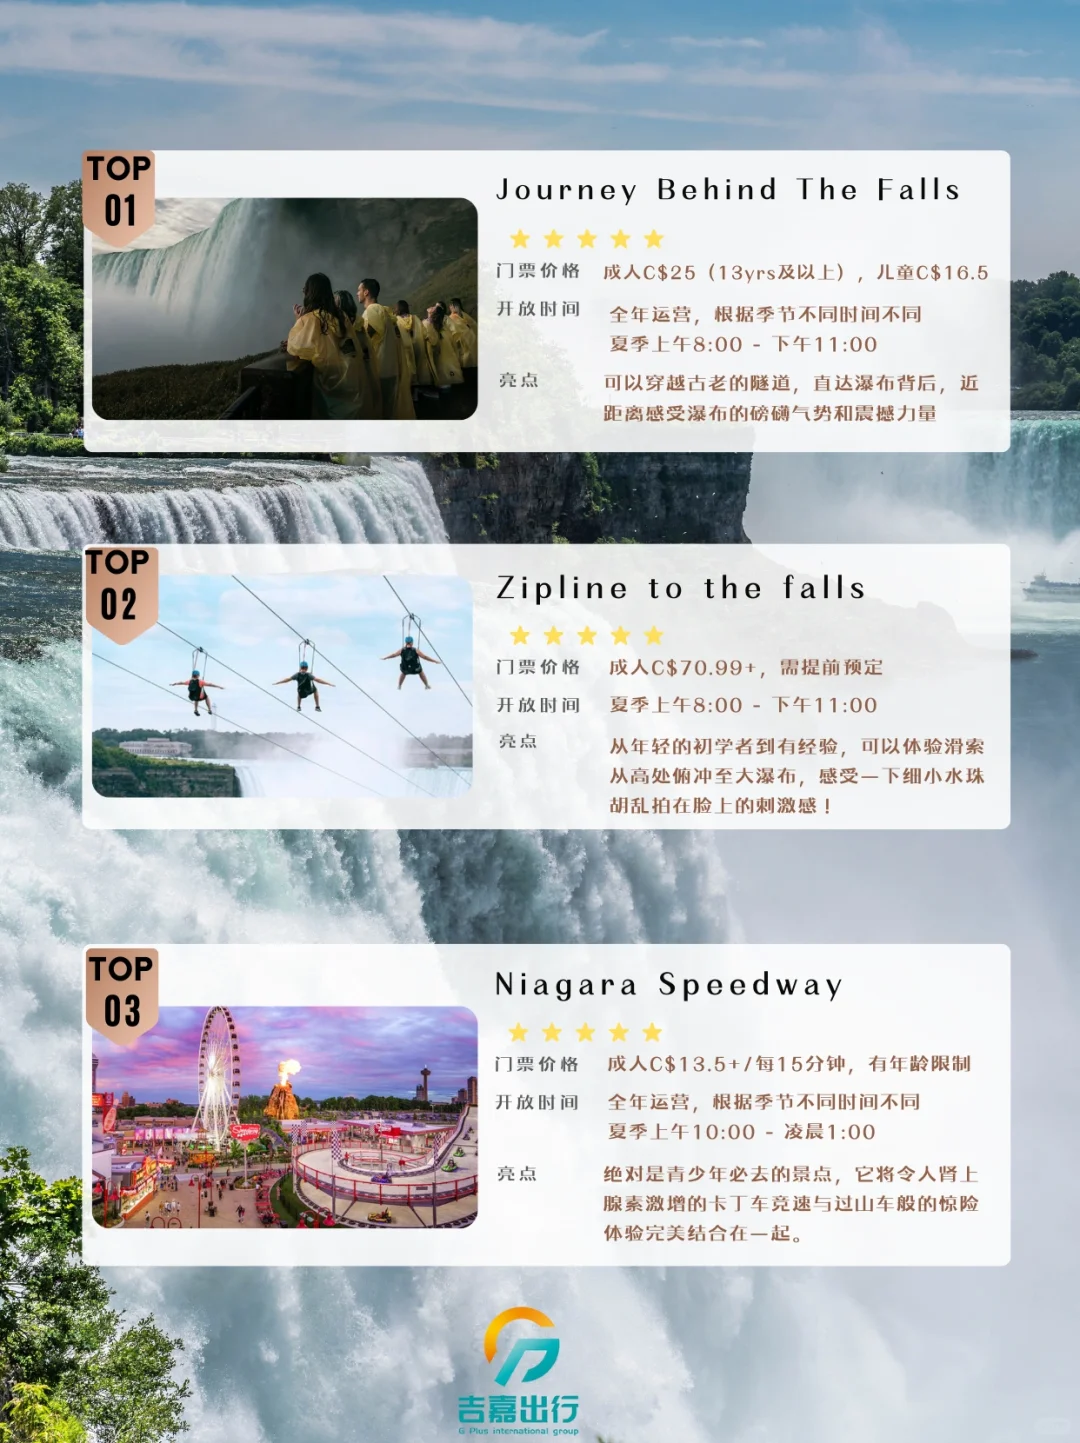 TOP
01
Journey Behind The Falls
门票价格 成人C$25（13yrs及以上）, 儿童C$16.5
开放时间 全年运营，根据季节不同时间不同
夏季上午8:00 - 下午11:00
亮点 可以穿越古老的隧道，直达瀑布背后，近
距离感受瀑布的磅礴气势和震撼力量
TOP
02
Zipline to the falls
门票价格 成人C$70.99+，需提前预定
开放时间 夏季上午8:00 - 下午11:00
亮点 从年轻的初学者到有经验，可以体验滑索
从高处俯冲至大瀑布，感受一下细小水珠
胡乱拍在脸上的刺激感！
TOP
03
Niagara Speedway
门票价格 成人C$13.5+/每15分钟，有年龄限制
开放时间 全年运营，根据季节不同时间不同
夏季上午10:00 - 凌晨1:00
亮点 绝对是青少年必去的景点，它将令人肾上
腺素激增的卡丁车竞速与过山车般的惊险
体验完美结合在一起。
吉嘉出行
G Plus international group